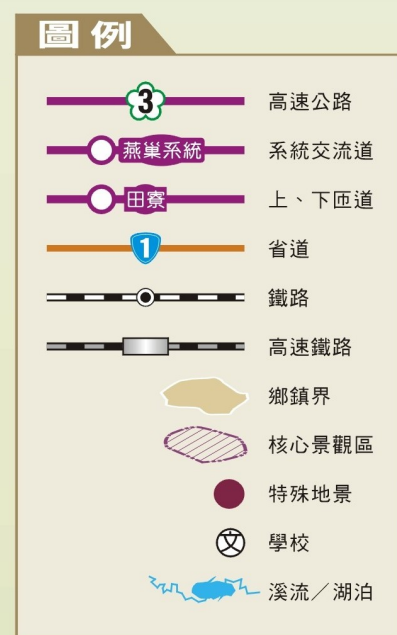 圖例
3 高速公路
燕巢系統 系統交流道
田寮 上、下匝道
1 省道
鐵路
高速鐵路
鄉鎮界
核心景觀區
特殊地景
文 學校
溪流／湖泊